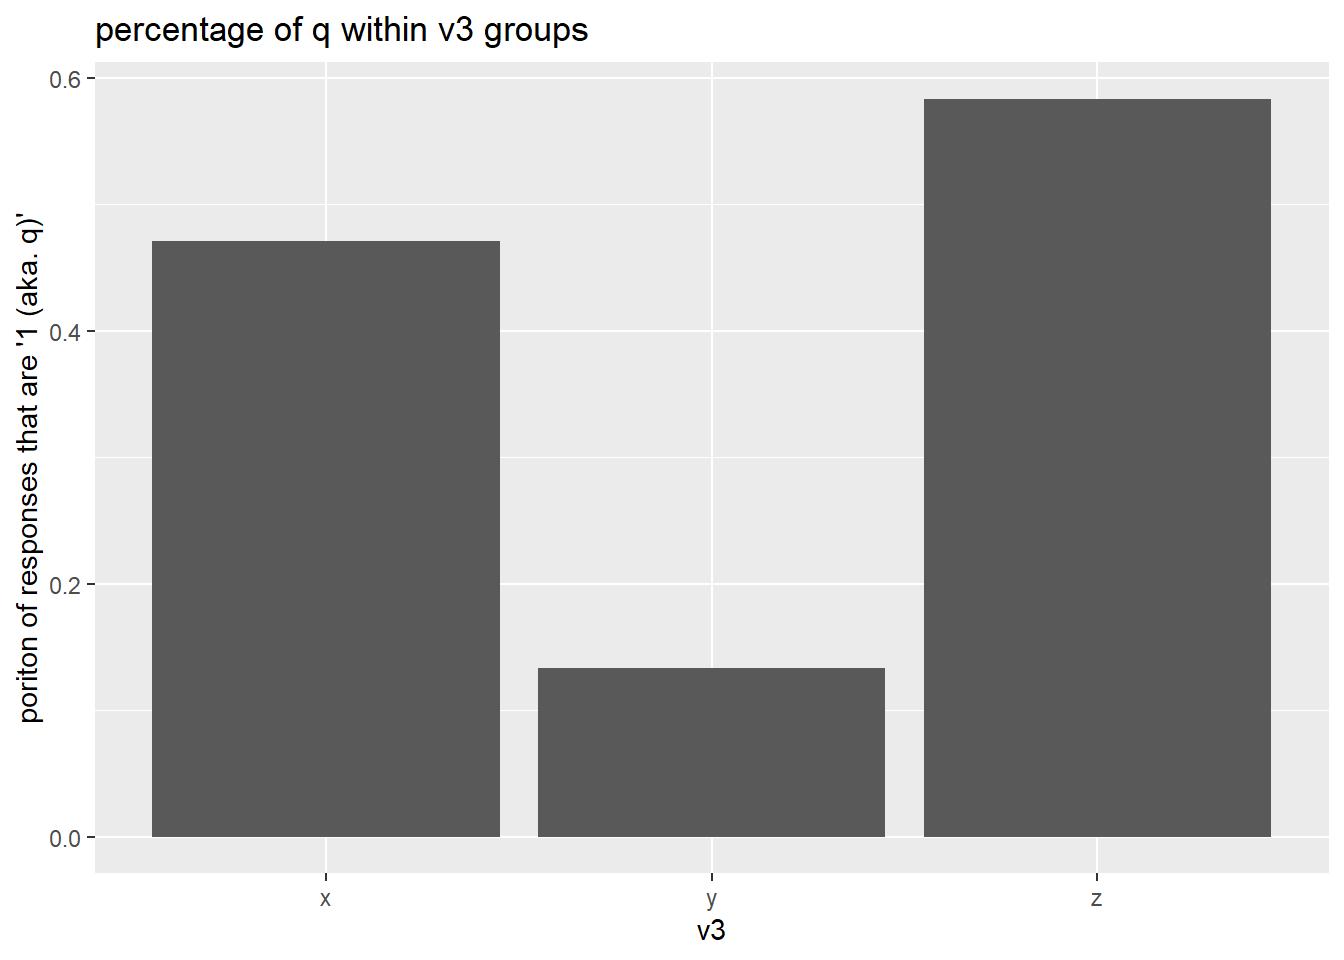 percentage of q within v3 groups
poriton of responses that are '1 (aka. q)'
0.6
0.4
0.2
0.0
x y z
v3